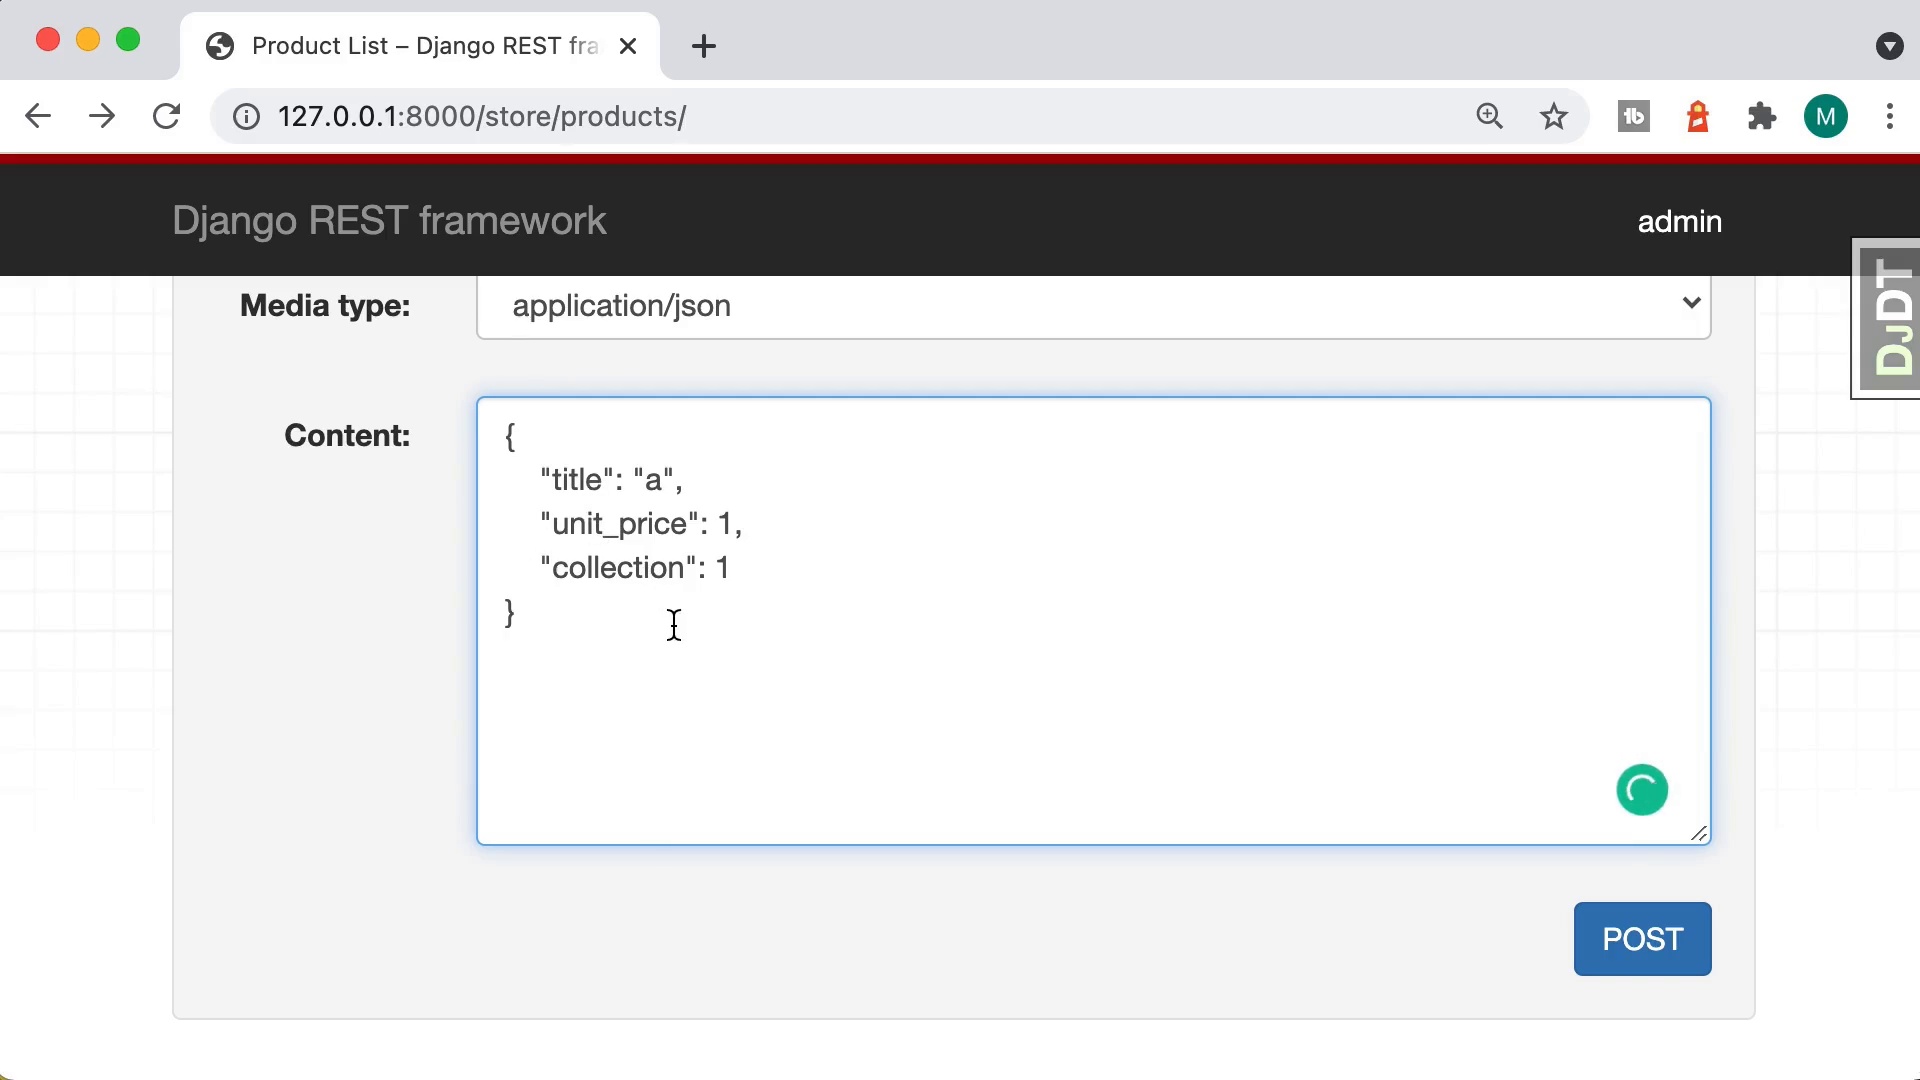 Product List – Django REST fra
127.0.0.1:8000/store/products/
M
Django REST framework
admin
DJDT
Media type:
application/json
Content:
{
"title": "a",
"unit_price": 1,
"collection": 1
}
POST